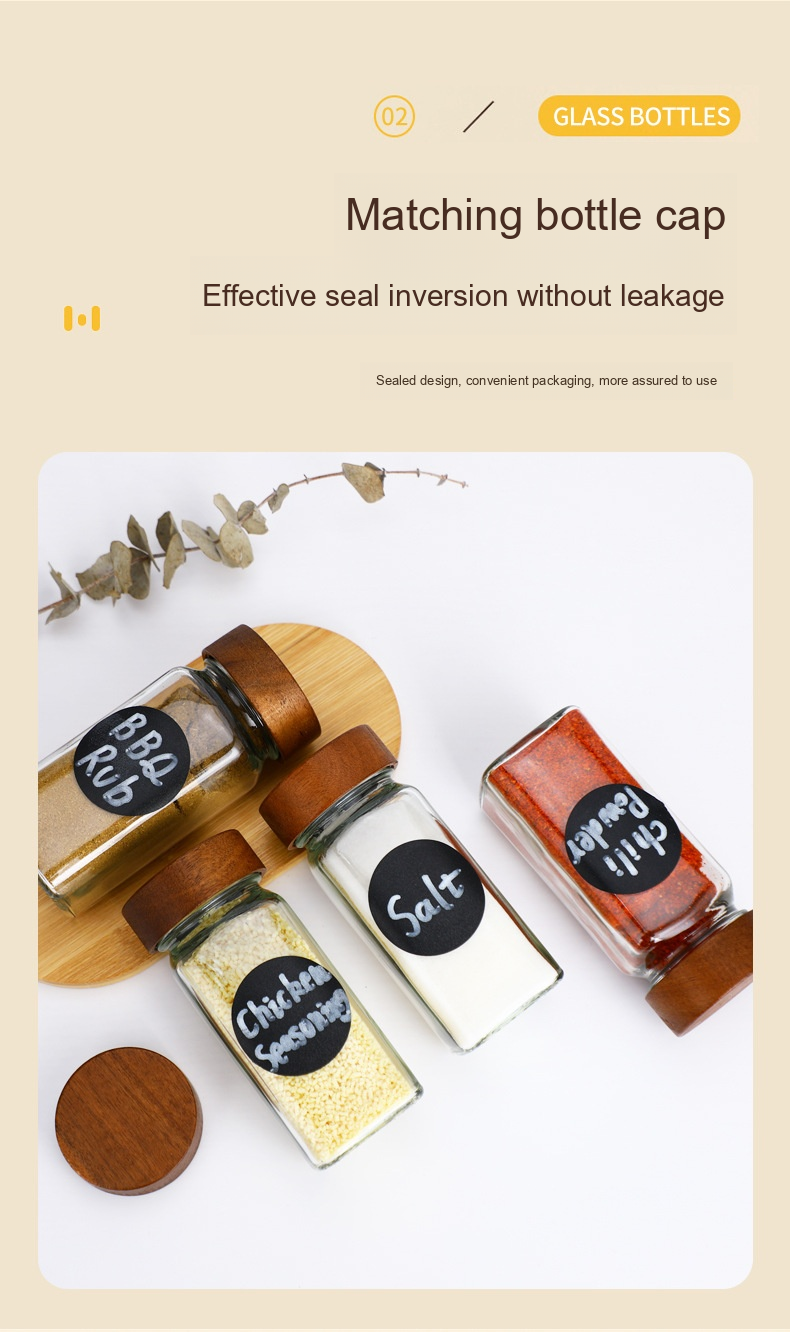 02
GLASS BOTTLES
Matching bottle cap
Effective seal inversion without leakage
Sealed design, convenient packaging, more assured to use
BBQ
Rub
Salt
Chili
Powder
Chicken
Seasoning